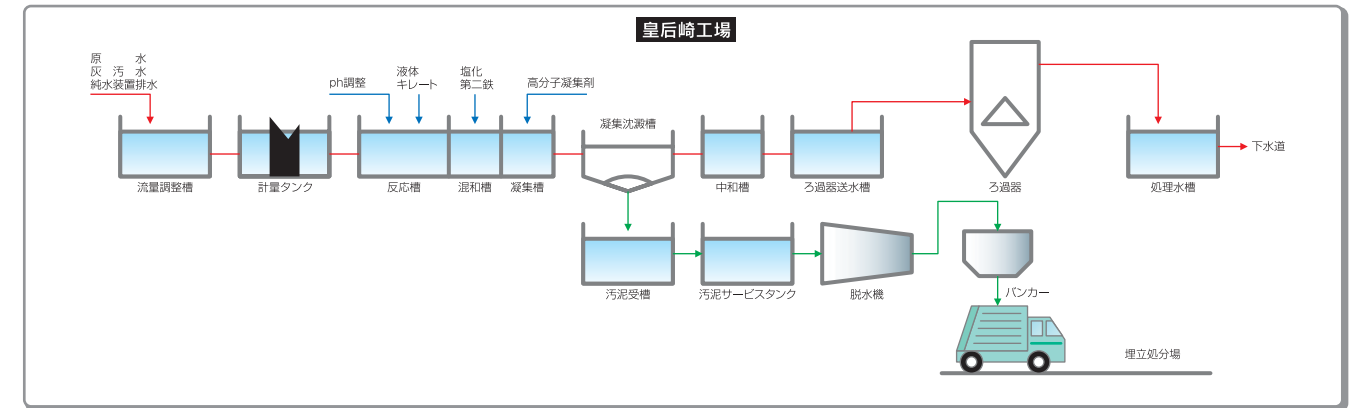 皇后崎工場
原水
灰汚水
純水装置排水
ph調整
液体
キレート
塩化
第二鉄
高分子凝集剤
凝集沈澱槽
下水道
流量調整槽
計量タンク
反応槽
混和槽
凝集槽
中和槽
ろ過器送水槽
ろ過器
処理水槽
汚泥受槽
汚泥サービスタンク
脱水機
バンカー
埋立処分場